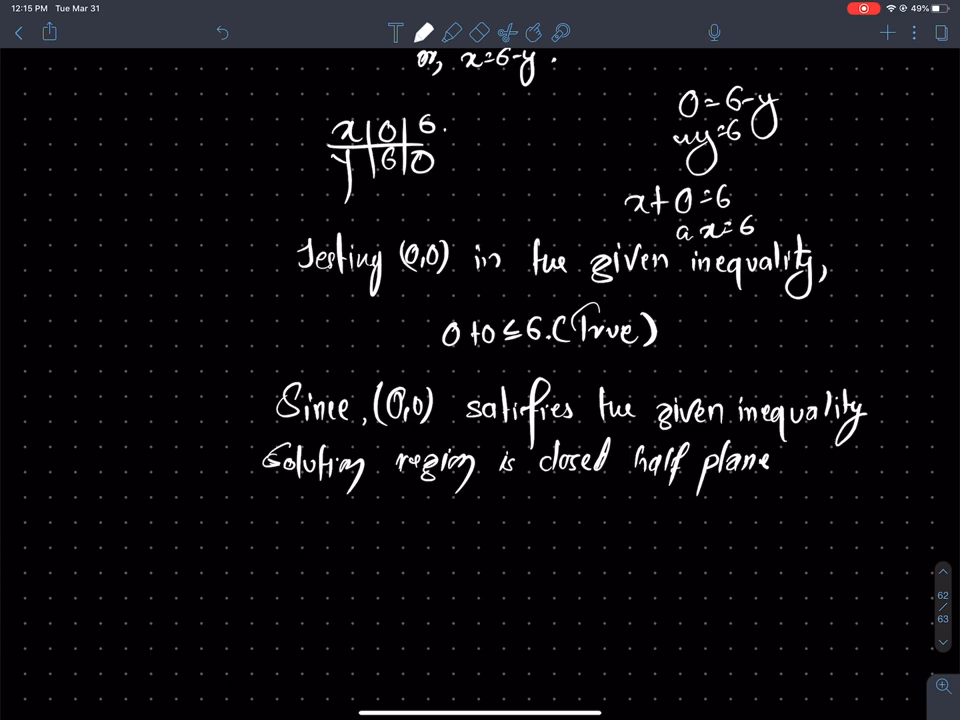 12:15 PM Tue Mar 31
49%
or, x=6-y.
x | 0 | 6.
y | 6 | 0
0=6-y
y=6
x+0=6
x=6
Testing (0,0) in the given inequality,
0+0≤6.(True)
Since, (0,0) satisfies the given inequality
Solution region is closed half plane
62
/
63